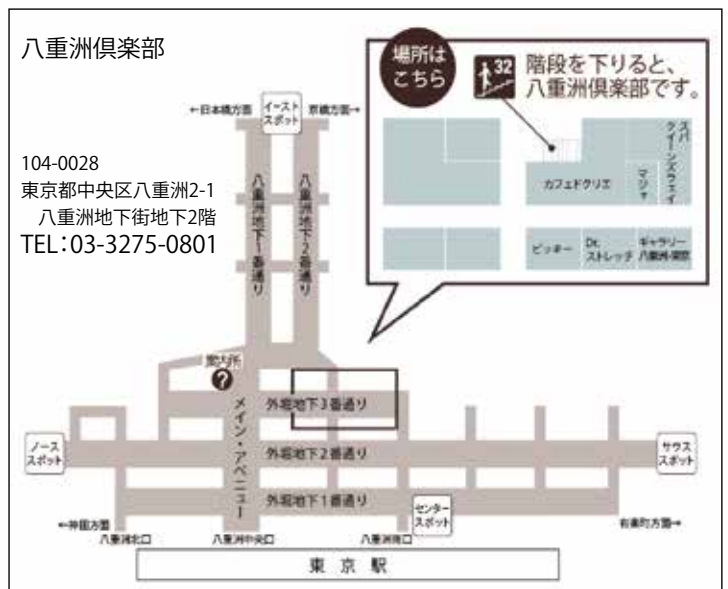 八重洲倶楽部
104-0028
東京都中央区八重洲2-1
八重洲地下街地下2階
TEL:03-3275-0801
場所は
こちら
32
階段を下りると、
八重洲倶楽部です。
カフェドクリエ
マジャ
スパ
クイーンズウェイ
ビッキー
Dr.
ストレッチ
ギャラリー
八重洲・東京
←日本橋方面
イースト
スポット
京橋方面→
八重洲地下1番通り
八重洲地下2番通り
案内所
?
メイン・アベニュー
外堀地下3番通り
ノース
スポット
外堀地下2番通り
サウス
スポット
外堀地下1番通り
センター
スポット
←神田方面
有楽町方面→
八重洲北口
八重洲中央口
八重洲南口
東京駅